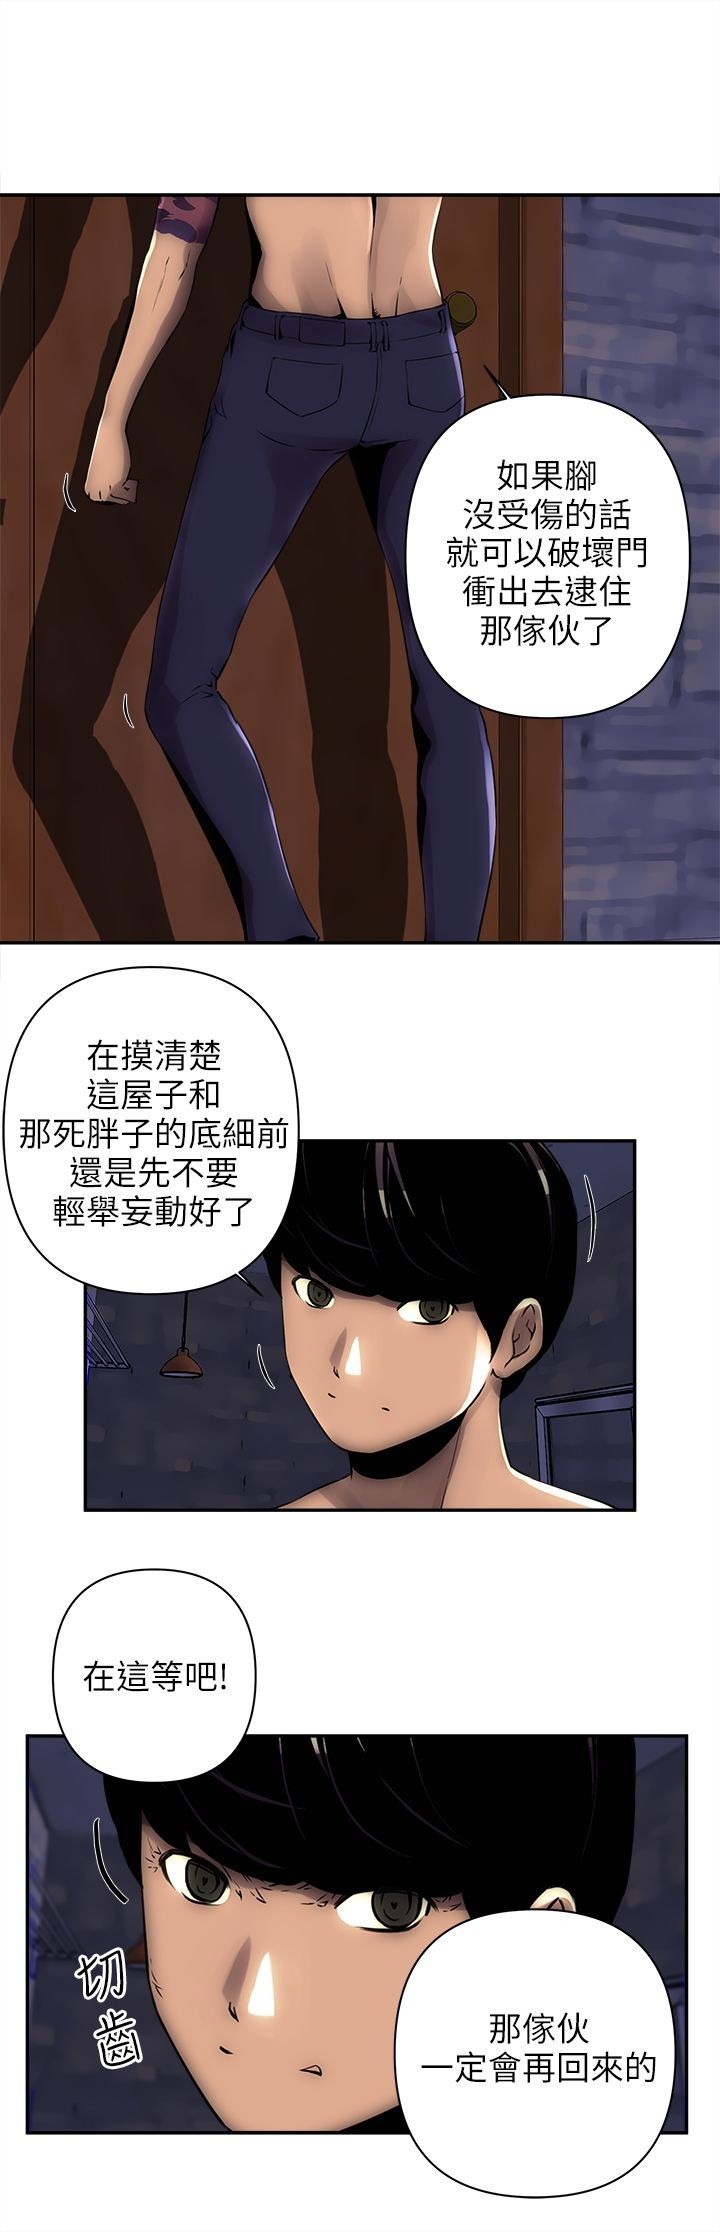 如果腳
沒受傷的話
就可以破壞門
衝出去逮住
那傢伙了
在摸清楚
這屋子和
那死胖子的底細前
還是先不要
輕舉妄動好了
在這等吧!
切齒
那傢伙
一定會再回來的